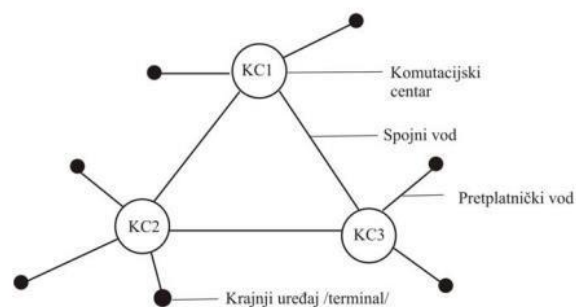 KC1
Komutacijski
centar
Spojni vod
Pretplatnički vod
KC2
KC3
Krajnji uređaj /terminal/